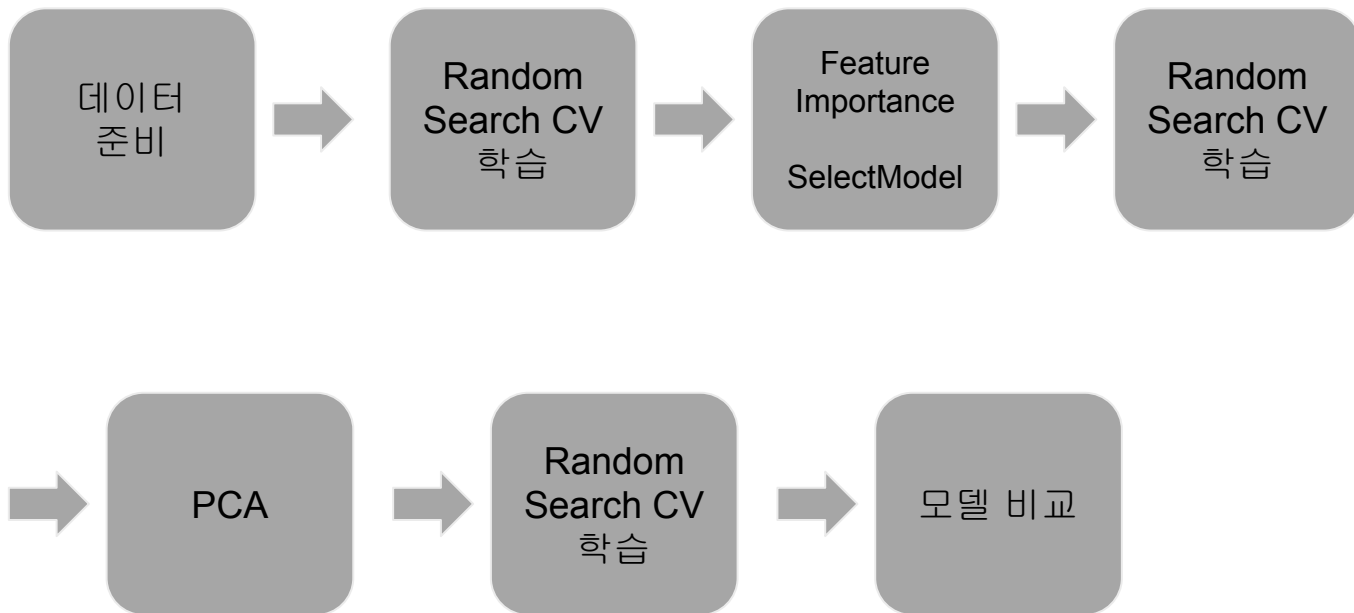 데이터
준비
Random
Search CV
학습
Feature
Importance
SelectModel
Random
Search CV
학습
PCA
Random
Search CV
학습
모델 비교